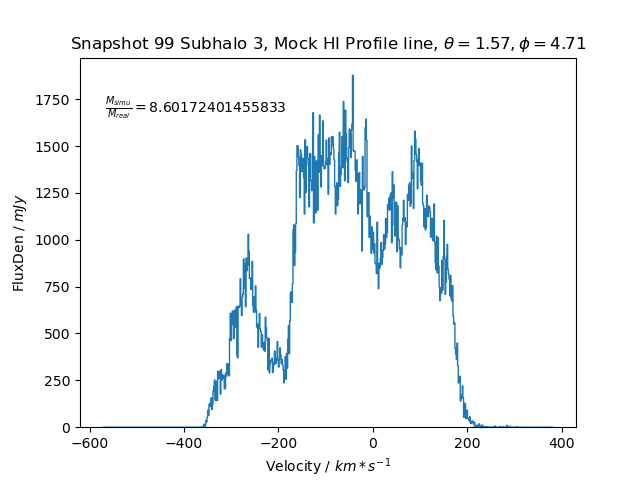 Snapshot 99 Subhalo 3, Mock HI Profile line, θ = 1.57, ϕ = 4.71
M_simu/M_real = 8.60172401455833
FluxDen / mJy
1750
1500
1250
1000
750
500
250
0
−600 −400 −200 0 200 400
Velocity / km * s^−1